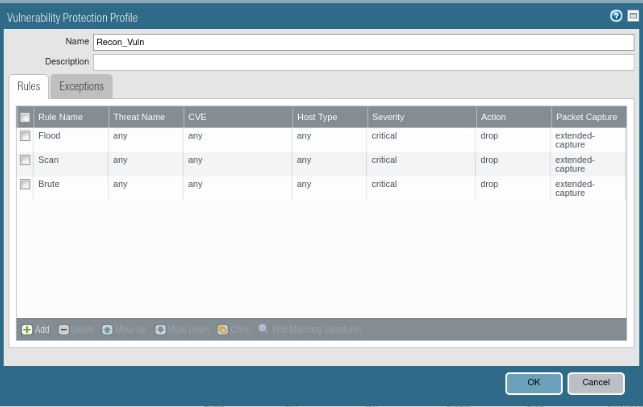 Vulnerability Protection Profile
Name Recon_Vuln
Description
Rules Exceptions
Rule Name Threat Name CVE Host Type Severity Action Packet Capture
Flood any any any critical drop extended-
capture
Scan any any any critical drop extended-
capture
Brute any any any critical drop extended-
capture
Add Delete Move Up Move Down Clone Find Matching Signatures
OK Cancel